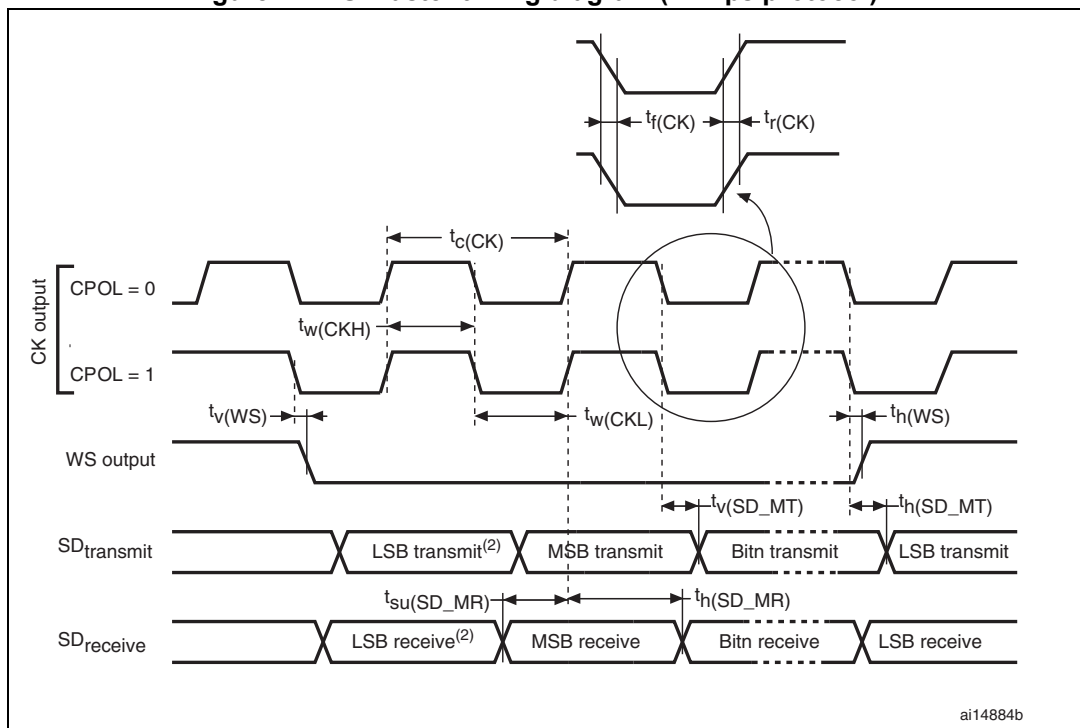 tf(CK)
tr(CK)
tc(CK)
CK output
CPOL = 0
tw(CKH)
CPOL = 1
tv(WS)
tw(CKL)
th(WS)
WS output
tv(SD_MT)
th(SD_MT)
SDtransmit
LSB transmit(2)
MSB transmit
Bitn transmit
LSB transmit
tsu(SD_MR)
th(SD_MR)
SDreceive
LSB receive(2)
MSB receive
Bitn receive
LSB receive
ai14884b